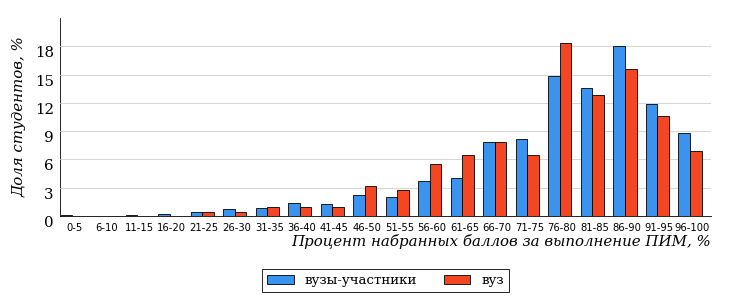 Доля студентов, %
18
15
12
9
6
3
0
0-5 6-10 11-15 16-20 21-25 26-30 31-35 36-40 41-45 46-50 51-55 56-60 61-65 66-70 71-75 76-80 81-85 86-90 91-95 96-100
Процент набранных баллов за выполнение ПИМ, %
вузы-участники вуз